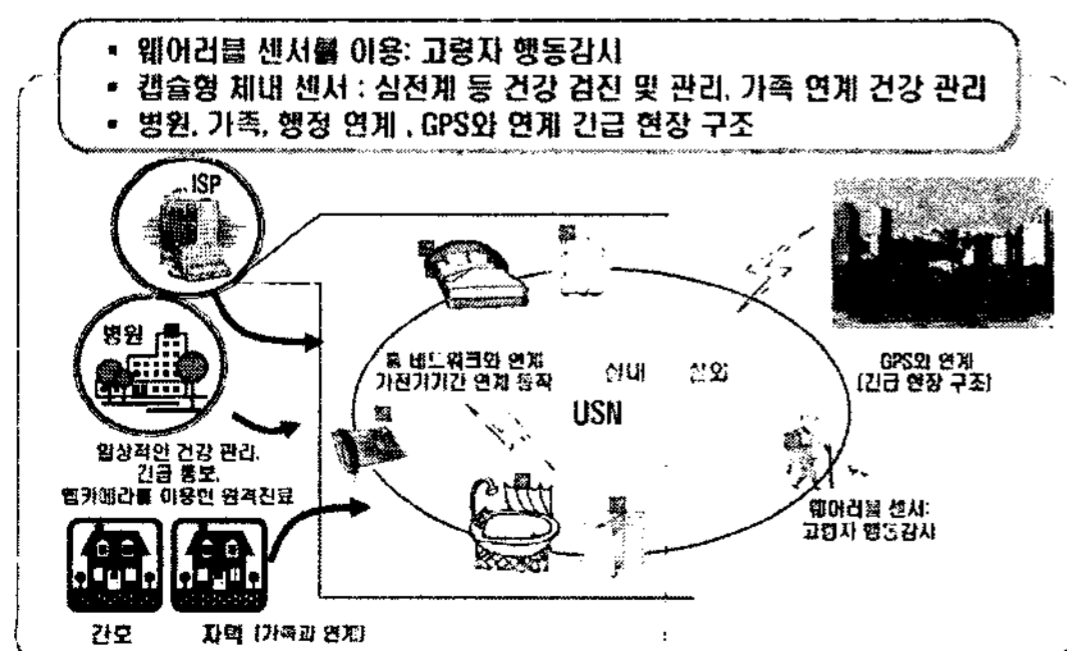 ▪ 웨어러블 센서를 이용: 고령자 행동감시
▪ 캡슐형 체내 센서 : 심전계 등 건강 검진 및 관리, 가족 연계 건강 관리
▪ 병원, 가족, 행정 연계 , GPS와 연계 긴급 현장 구조
ISP
병원
일상적인 건강 관리,
긴급 통보,
웹카메라를 이용한 원격진료
간호
자택 (가족과 연계)
홈 네트워크와 연계
가전기기간 연계 동작
실내 실외
USN
GPS와 연계
(긴급 현장 구조)
웨어러블 센서:
고령자 행동감시